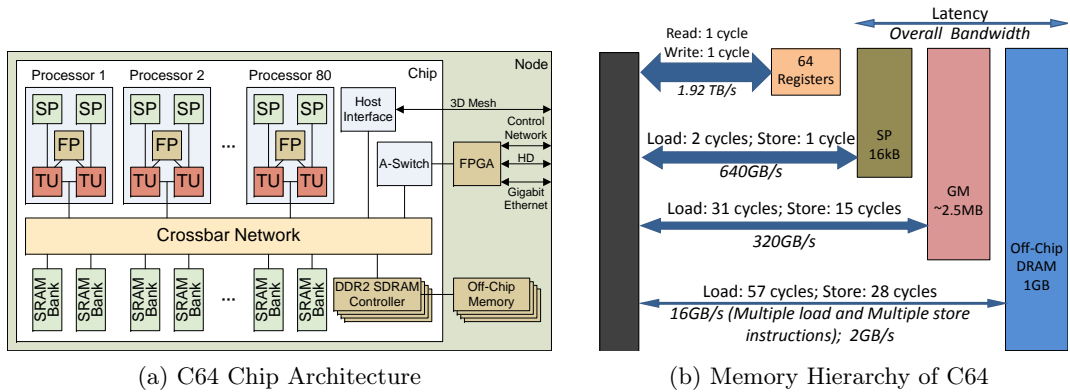 Node
Chip
Processor 1
Processor 2
Processor 80
SP
SP
SP
SP
SP
SP
FP
FP
FP
...
TU
TU
TU
TU
TU
TU
Host
Interface
A-Switch
FPGA
3D Mesh
Control
Network
HD
Gigabit
Ethernet
Crossbar Network
SRAM
Bank
SRAM
Bank
SRAM
Bank
SRAM
Bank
...
SRAM
Bank
SRAM
Bank
DDR2 SDRAM
Controller
Off-Chip
Memory
(a) C64 Chip Architecture
Latency
Overall Bandwidth
Read: 1 cycle
Write: 1 cycle
1.92 TB/s
64
Registers
Load: 2 cycles; Store: 1 cycle
640GB/s
SP
16kB
Load: 31 cycles; Store: 15 cycles
320GB/s
GM
~2.5MB
Load: 57 cycles; Store: 28 cycles
16GB/s (Multiple load and Multiple store
instructions); 2GB/s
Off-Chip
DRAM
1GB
(b) Memory Hierarchy of C64